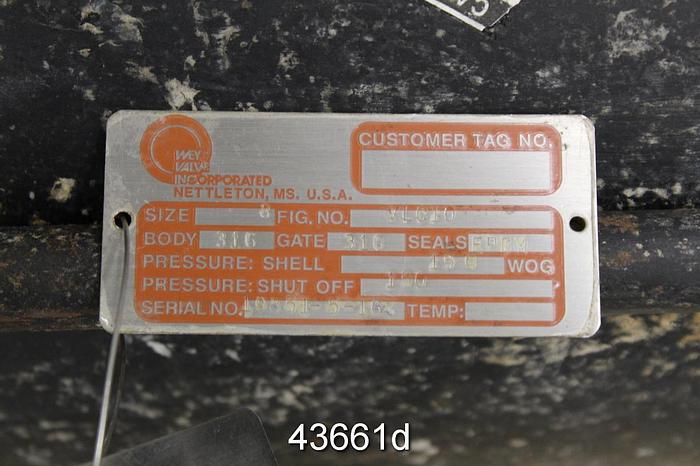 WEY
VALVE
INCORPORATED
NETTLETON, MS. U.S.A.
CUSTOMER TAG NO.
SIZE 8 FIG. NO.
BODY 316 GATE 316 SEALS EPDM
PRESSURE: SHELL 150 WOG
PRESSURE: SHUT OFF 150
SERIAL NO. TEMP:
43661d